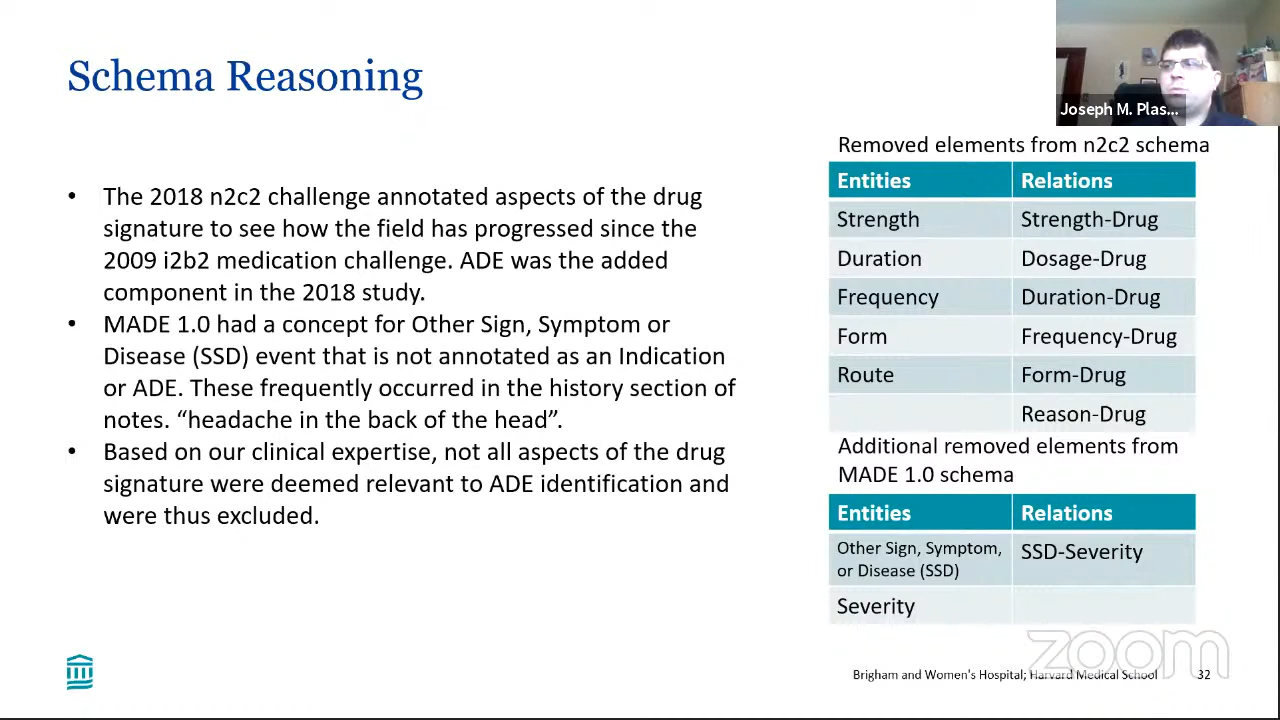 Schema Reasoning
Joseph M. Plas...
• The 2018 n2c2 challenge annotated aspects of the drug
signature to see how the field has progressed since the
2009 i2b2 medication challenge. ADE was the added
component in the 2018 study.
• MADE 1.0 had a concept for Other Sign, Symptom or
Disease (SSD) event that is not annotated as an Indication
or ADE. These frequently occurred in the history section of
notes. “headache in the back of the head”.
• Based on our clinical expertise, not all aspects of the drug
signature were deemed relevant to ADE identification and
were thus excluded.
Removed elements from n2c2 schema
Entities Relations
Strength Strength-Drug
Duration Dosage-Drug
Frequency Duration-Drug
Form Frequency-Drug
Route Form-Drug
Reason-Drug
Additional removed elements from
MADE 1.0 schema
Entities Relations
Other Sign, Symptom, SSD-Severity
or Disease (SSD)
Severity
zoom
Brigham and Women's Hospital; Harvard Medical School 32